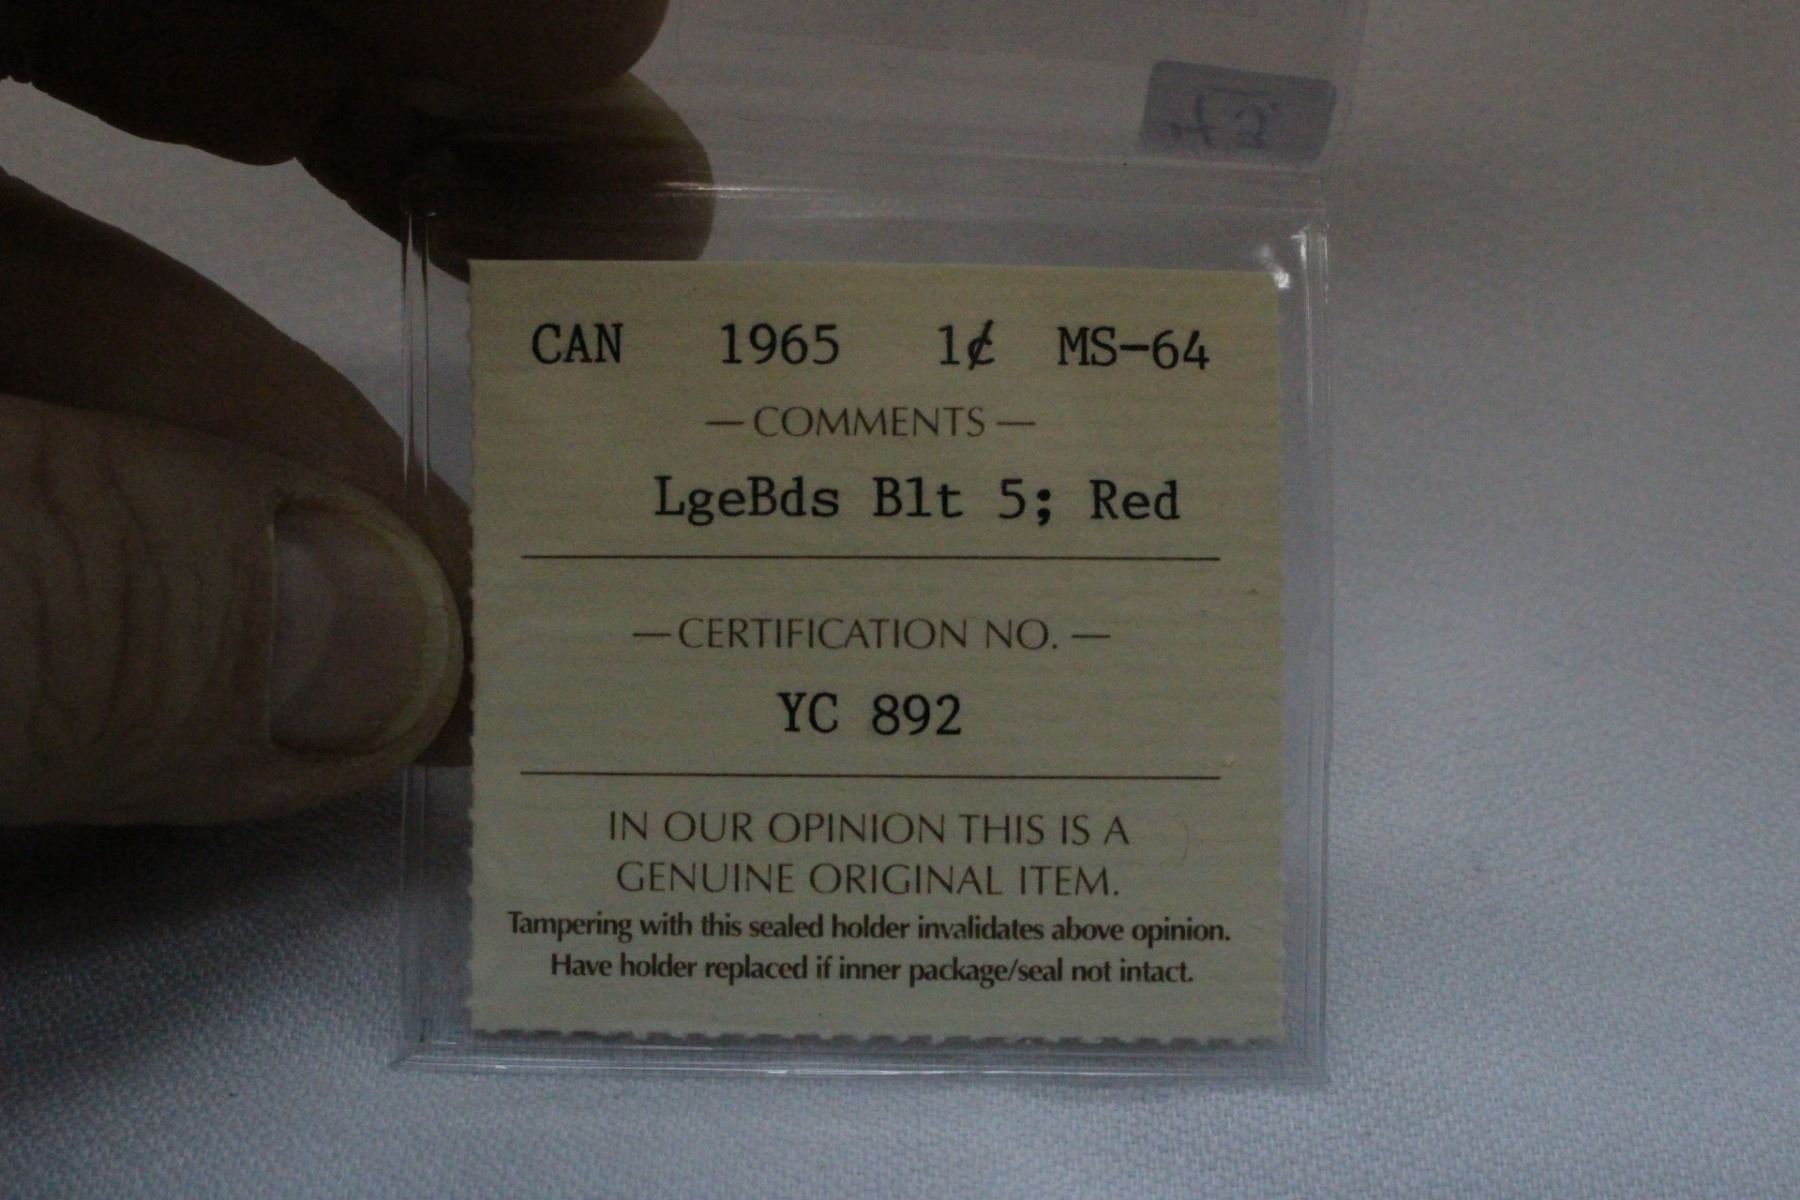 CAN 1965 1¢ MS-64
— COMMENTS —
LgeBds Blt 5; Red
— CERTIFICATION NO. —
YC 892
IN OUR OPINION THIS IS A
GENUINE ORIGINAL ITEM.
Tampering with this sealed holder invalidates above opinion.
Have holder replaced if inner package/seal not intact.